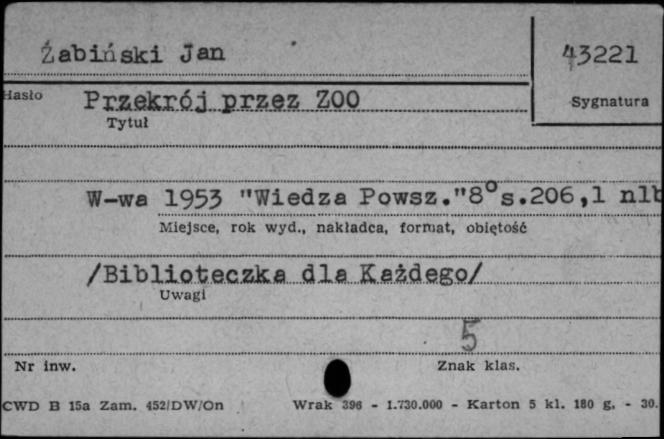 Żabiński Jan
43221
Hasło
Przekrój przez ZOO
Sygnatura
Tytuł
W-wa 1953 "Wiedza Powsz."8°s.206,1 nlb
Miejsce, rok wyd., nakładca, format, objętość
/Biblioteczka dla Każdego/
Uwagi
5
Nr inw.
Znak klas.
CWD B 15a Zam. 452/DW/On
Wrak 396 - 1.730.000 - Karton 5 kl. 180 g. - 30.